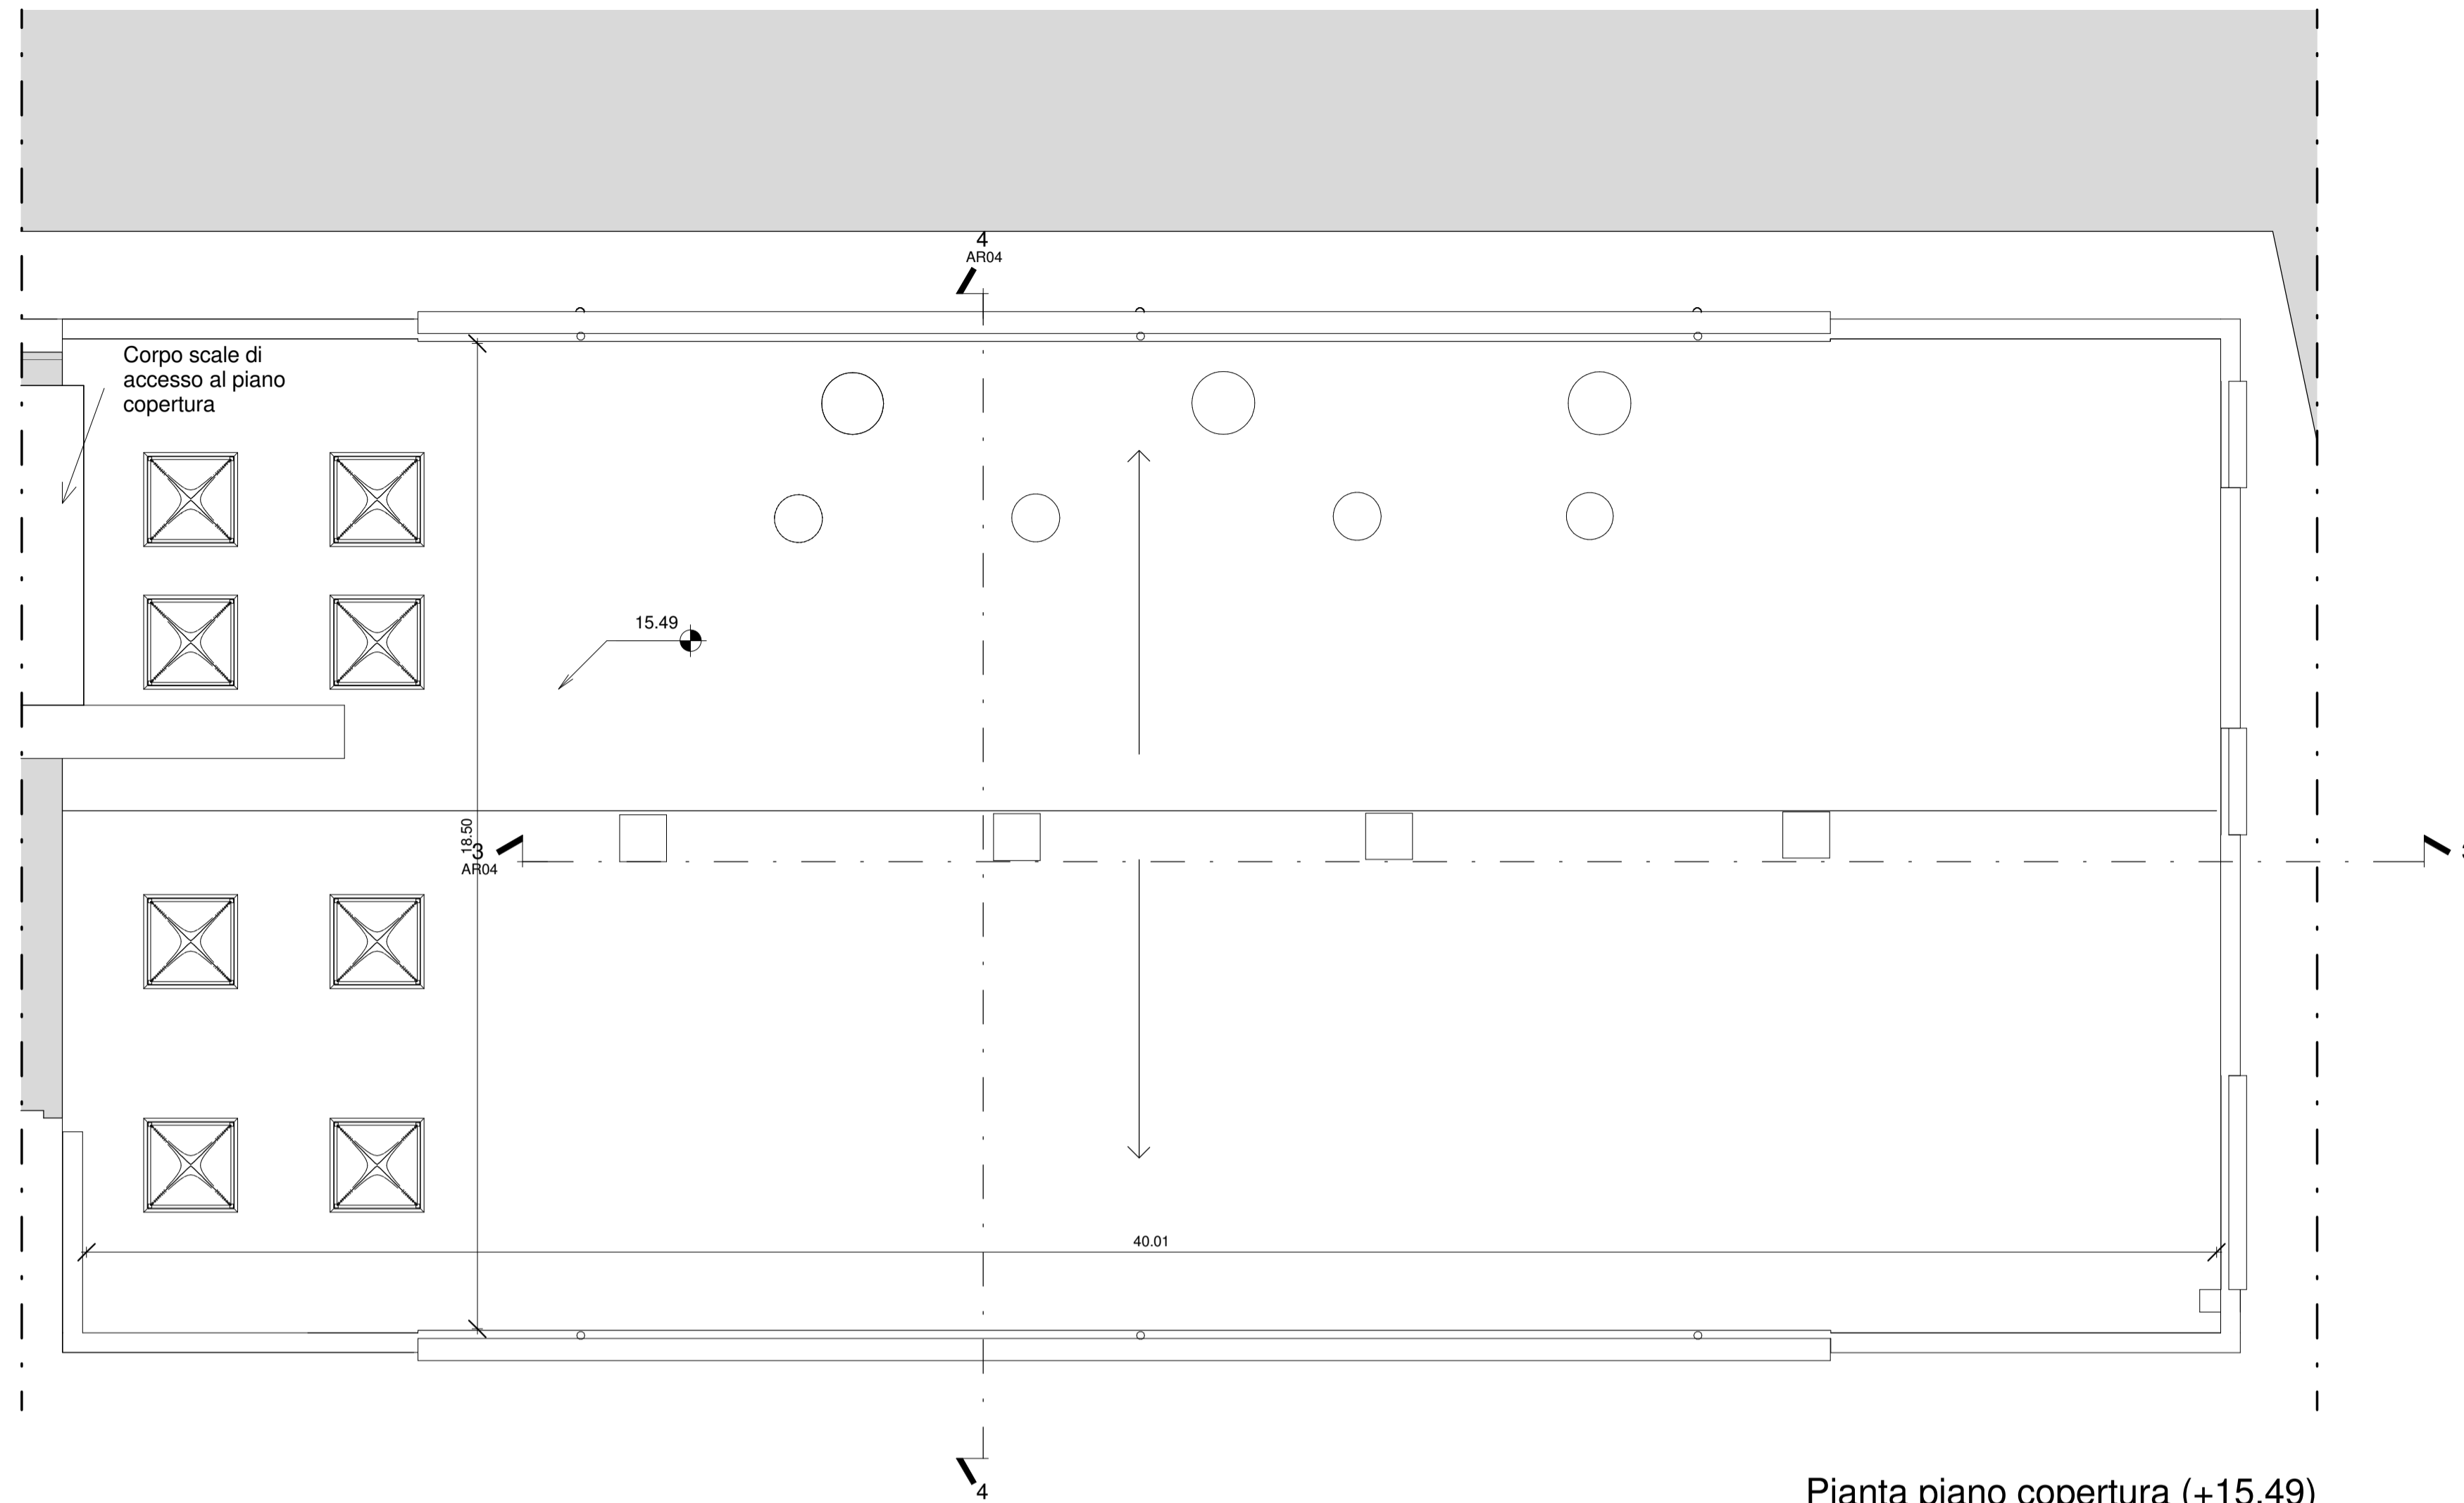 4
AR04
Corpo scale di
accesso al piano
copertura
15.49
18.50
3
AR04
40.01
4
Pianta piano copertura (+15.49)